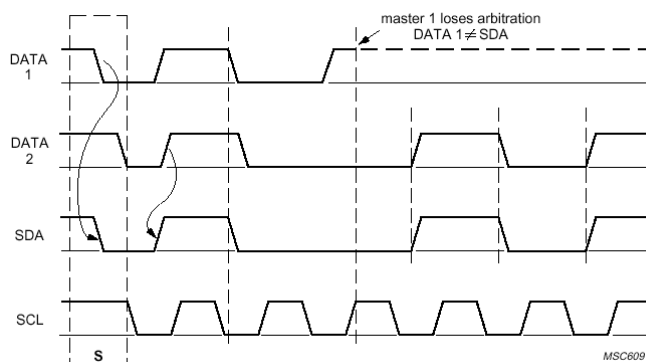 master 1 loses arbitration
DATA 1≠SDA
DATA
1
DATA
2
SDA
SCL
S
MSC609